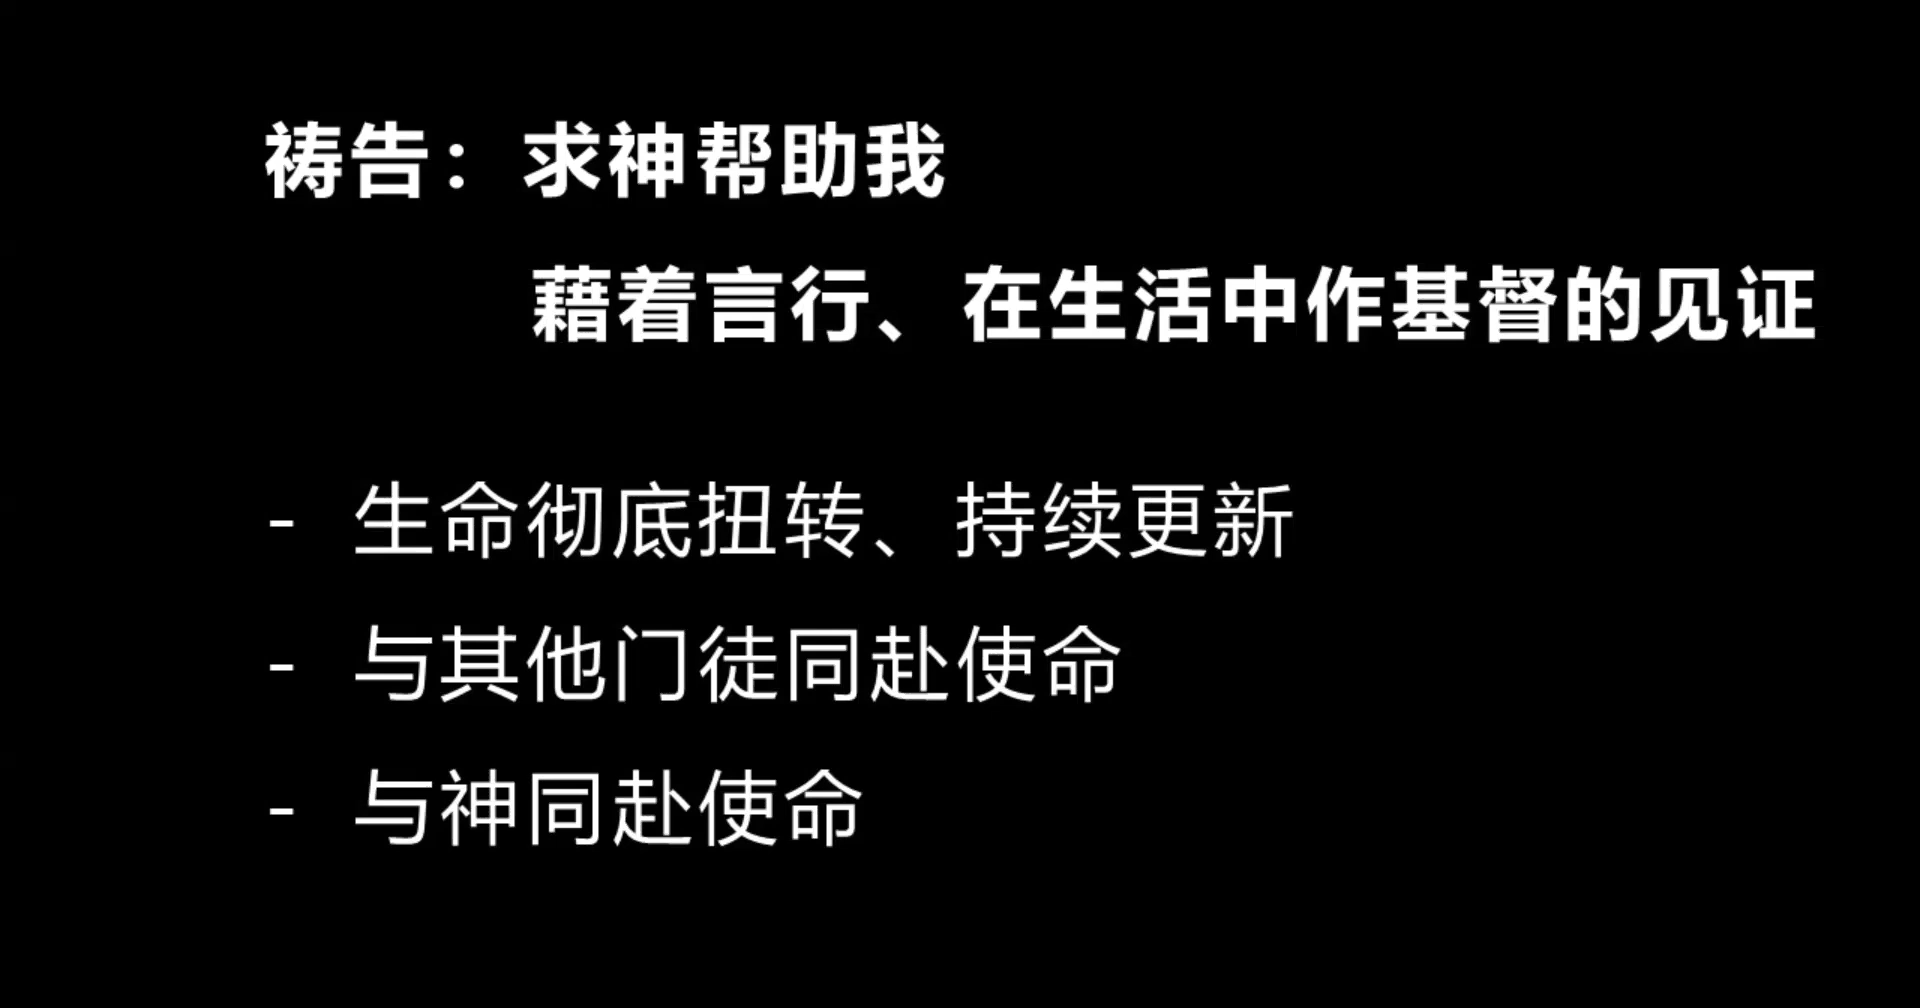 祷告：求神帮助我
藉着言行、在生活中作基督的见证
- 生命彻底扭转、持续更新
- 与其他门徒同赴使命
- 与神同赴使命